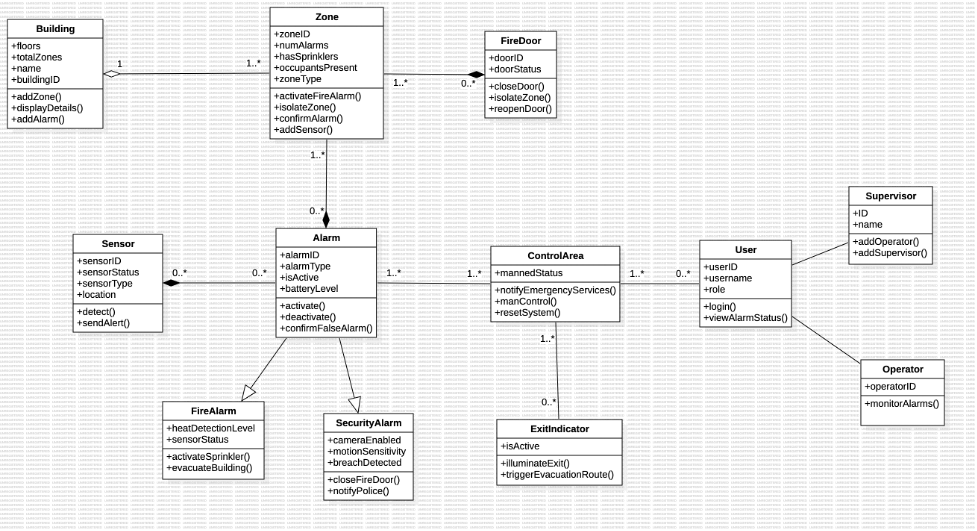 Building
+floors
+totalZones
+name
+buildingID
+addZone()
+displayDetails()
+addAlarm()
1
1..*
Zone
+zoneID
+numAlarms
+hasSprinklers
+occupantsPresent
+zoneType
+activateFireAlarm()
+isolateZone()
+confirmAlarm()
+addSensor()
1..*
0..*
FireDoor
+doorID
+doorStatus
+closeDoor()
+isolateZone()
+reopenDoor()
1..*
0..*
Sensor
+sensorID
+sensorStatus
+sensorType
+location
+detect()
+sendAlert()
0..*
0..*
Alarm
+alarmID
+alarmType
+isActive
+batteryLevel
+activate()
+deactivate()
+confirmFalseAlarm()
1..*
1..*
ControlArea
+mannedStatus
+notifyEmergencyServices()
+manControl()
+resetSystem()
1..*
0..*
User
+userID
+username
+role
+login()
+viewAlarmStatus()
Supervisor
+ID
+name
+addOperator()
+addSupervisor()
Operator
+operatorID
+monitorAlarms()
1..*
0..*
FireAlarm
+heatDetectionLevel
+sensorStatus
+activateSprinkler()
+evacuateBuilding()
SecurityAlarm
+cameraEnabled
+motionSensitivity
+breachDetected
+closeFireDoor()
+notifyPolice()
ExitIndicator
+isActive
+illuminateExit()
+triggerEvacuationRoute()